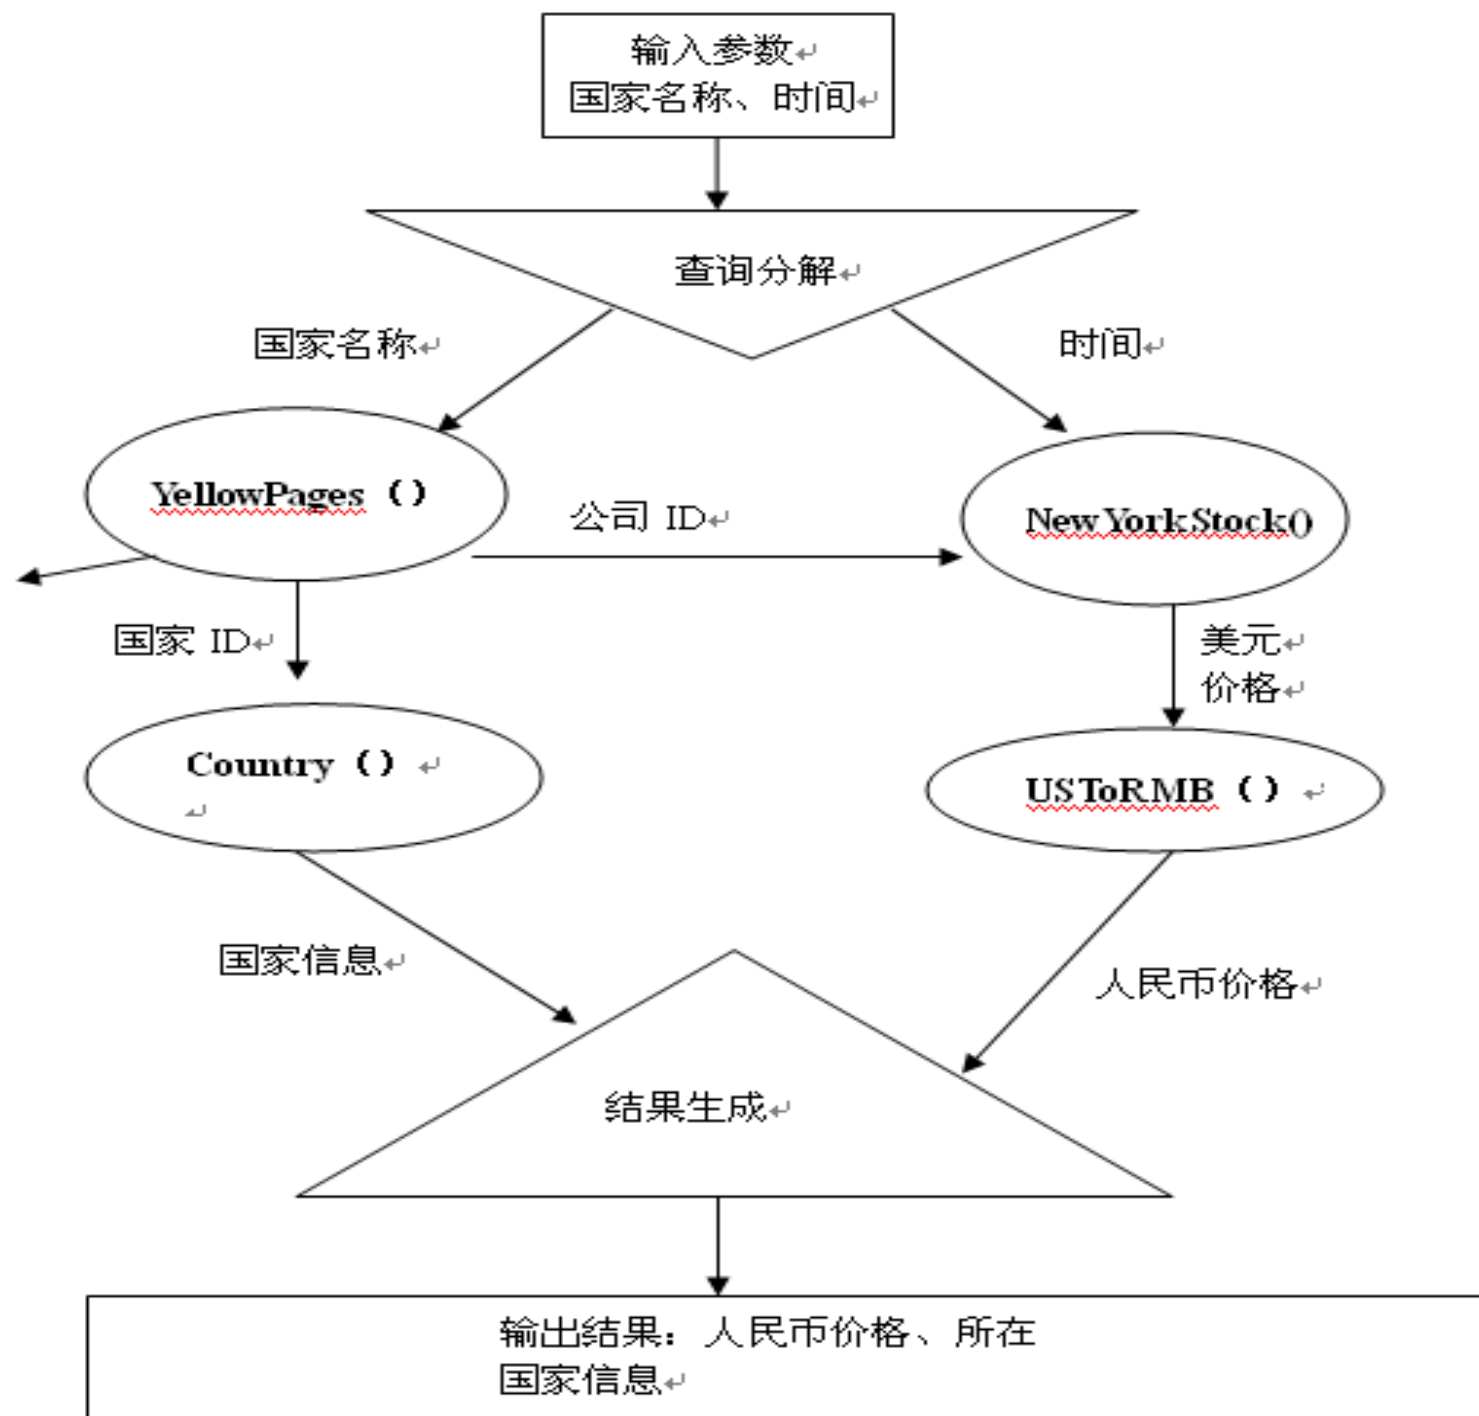 输入参数
国家名称、时间
查询分解
国家名称
时间
YellowPages（）
公司 ID
NewYorkStock()
国家 ID
美元
价格
Country（）
USToRMB（）
国家信息
人民币价格
结果生成
输出结果：人民币价格、所在
国家信息